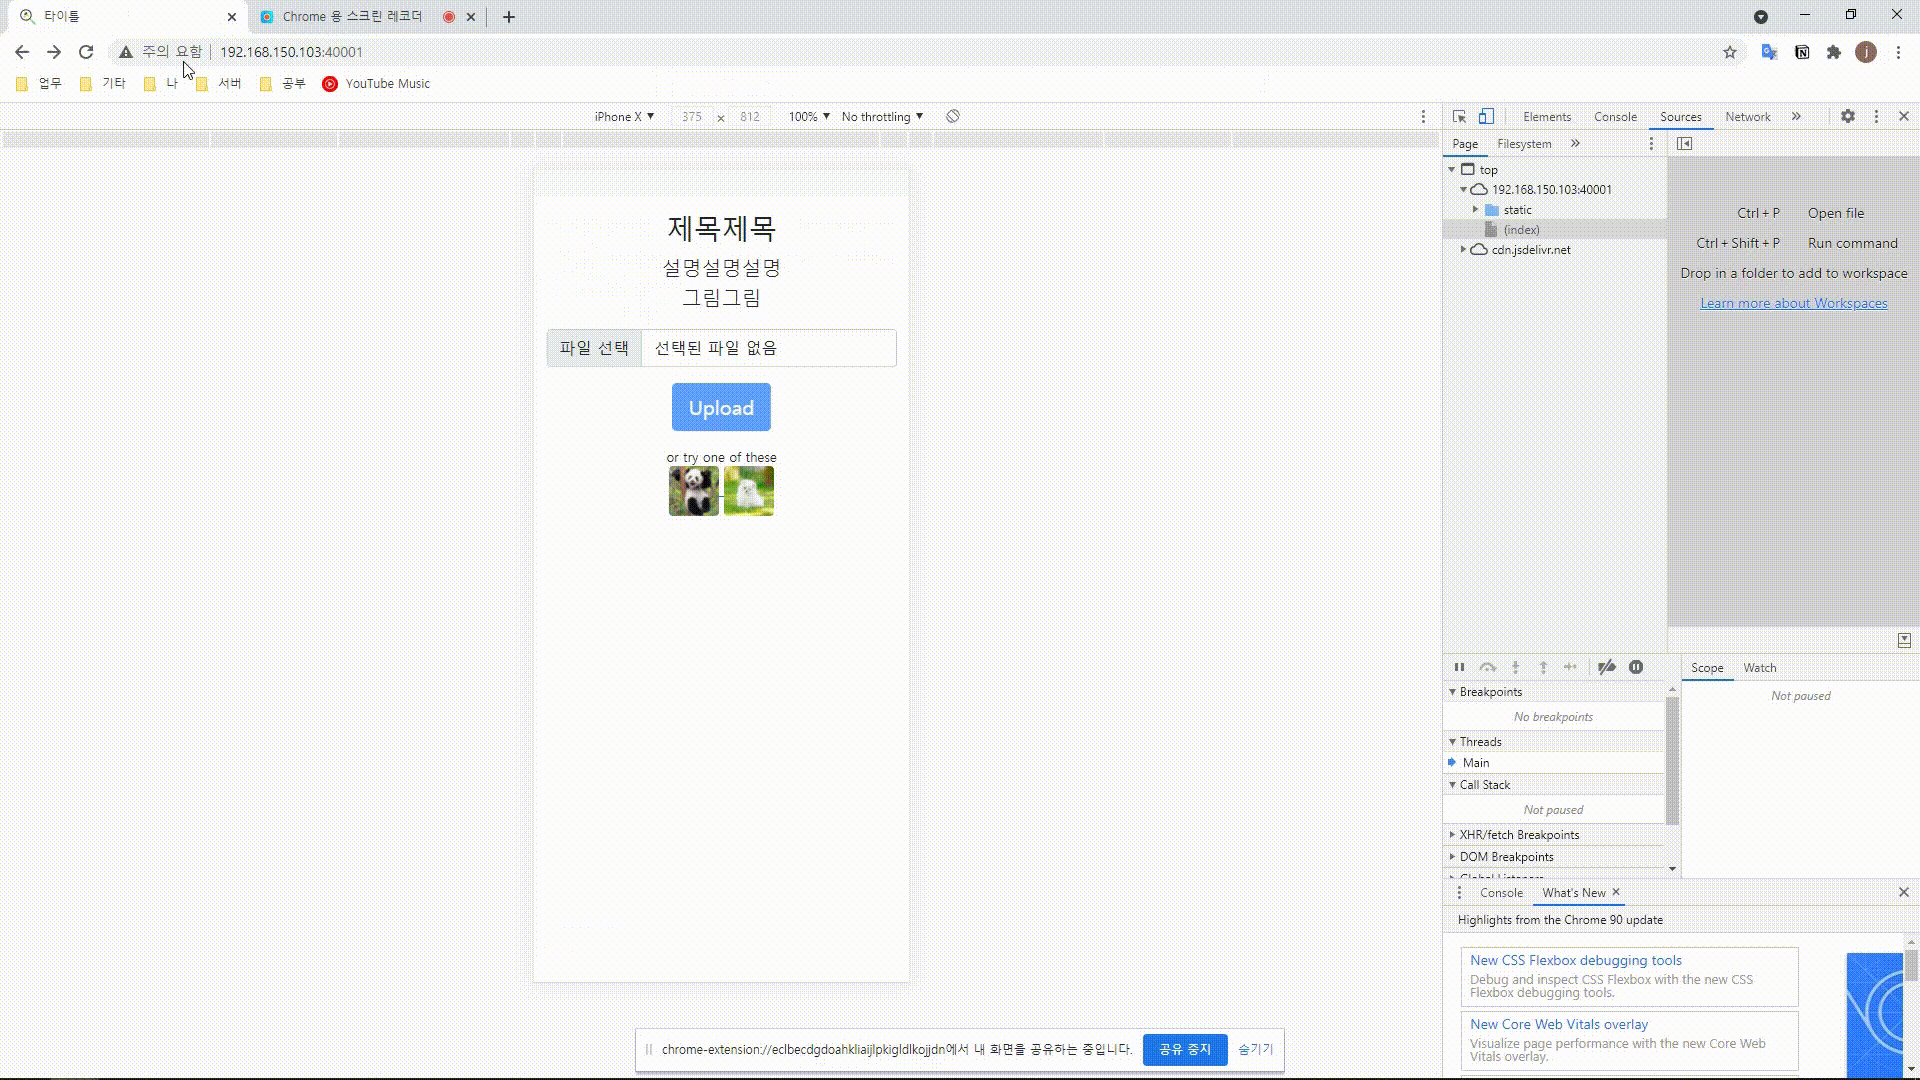 타이틀
Chrome 용 스크린 레코더
주의 요함 192.168.150.103:40001
j
업무 기타 나 서버 공부 YouTube Music
iPhone X 375 × 812 100% No throttling
Elements Console Sources Network
Page Filesystem
top
192.168.150.103:40001
static
(index)
cdn.jsdelivr.net
Ctrl + P Open file
Ctrl + Shift + P Run command
Drop in a folder to add to workspace
Learn more about Workspaces
제목제목
설명설명설명
그림그림
파일 선택 선택된 파일 없음
Upload
or try one of these
Scope Watch
Not paused
Breakpoints
No breakpoints
Threads
Main
Call Stack
Not paused
XHR/fetch Breakpoints
DOM Breakpoints
Global Listeners
Console What's New
Highlights from the Chrome 90 update
New CSS Flexbox debugging tools
Debug and inspect CSS Flexbox with the new CSS
Flexbox debugging tools.
New Core Web Vitals overlay
Visualize page performance with the new Core Web
Vitals overlay.
chrome-extension://eclbecdgdoahkliaijlpkigldlkojjdn에서 내 화면을 공유하는 중입니다. 공유 중지 숨기기